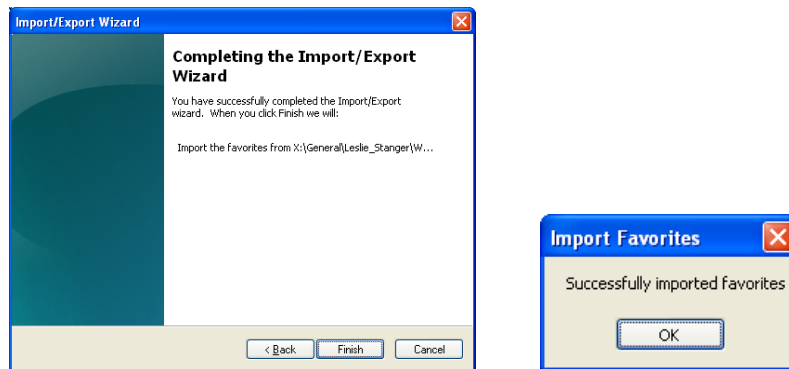 Import/Export Wizard
Completing the Import/Export
Wizard
You have successfully completed the Import/Export
wizard. When you click Finish we will:
Import the favorites from X:\General\Leslie_Stanger\W...
< Back
Finish
Cancel
Import Favorites
Successfully imported favorites
OK